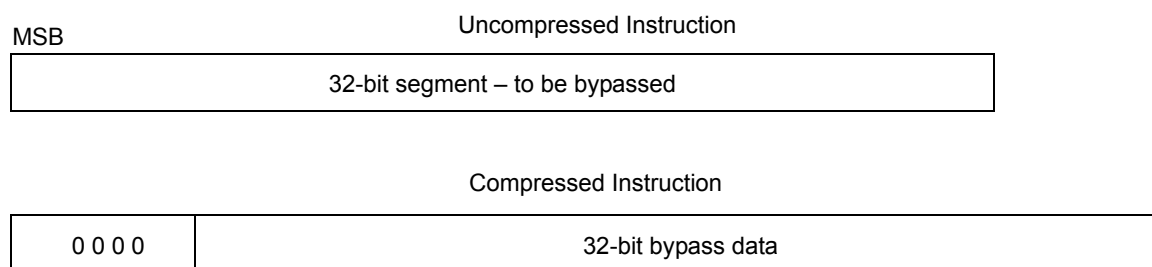 Uncompressed Instruction
MSB
32-bit segment – to be bypassed
Compressed Instruction
0 0 0 0 32-bit bypass data